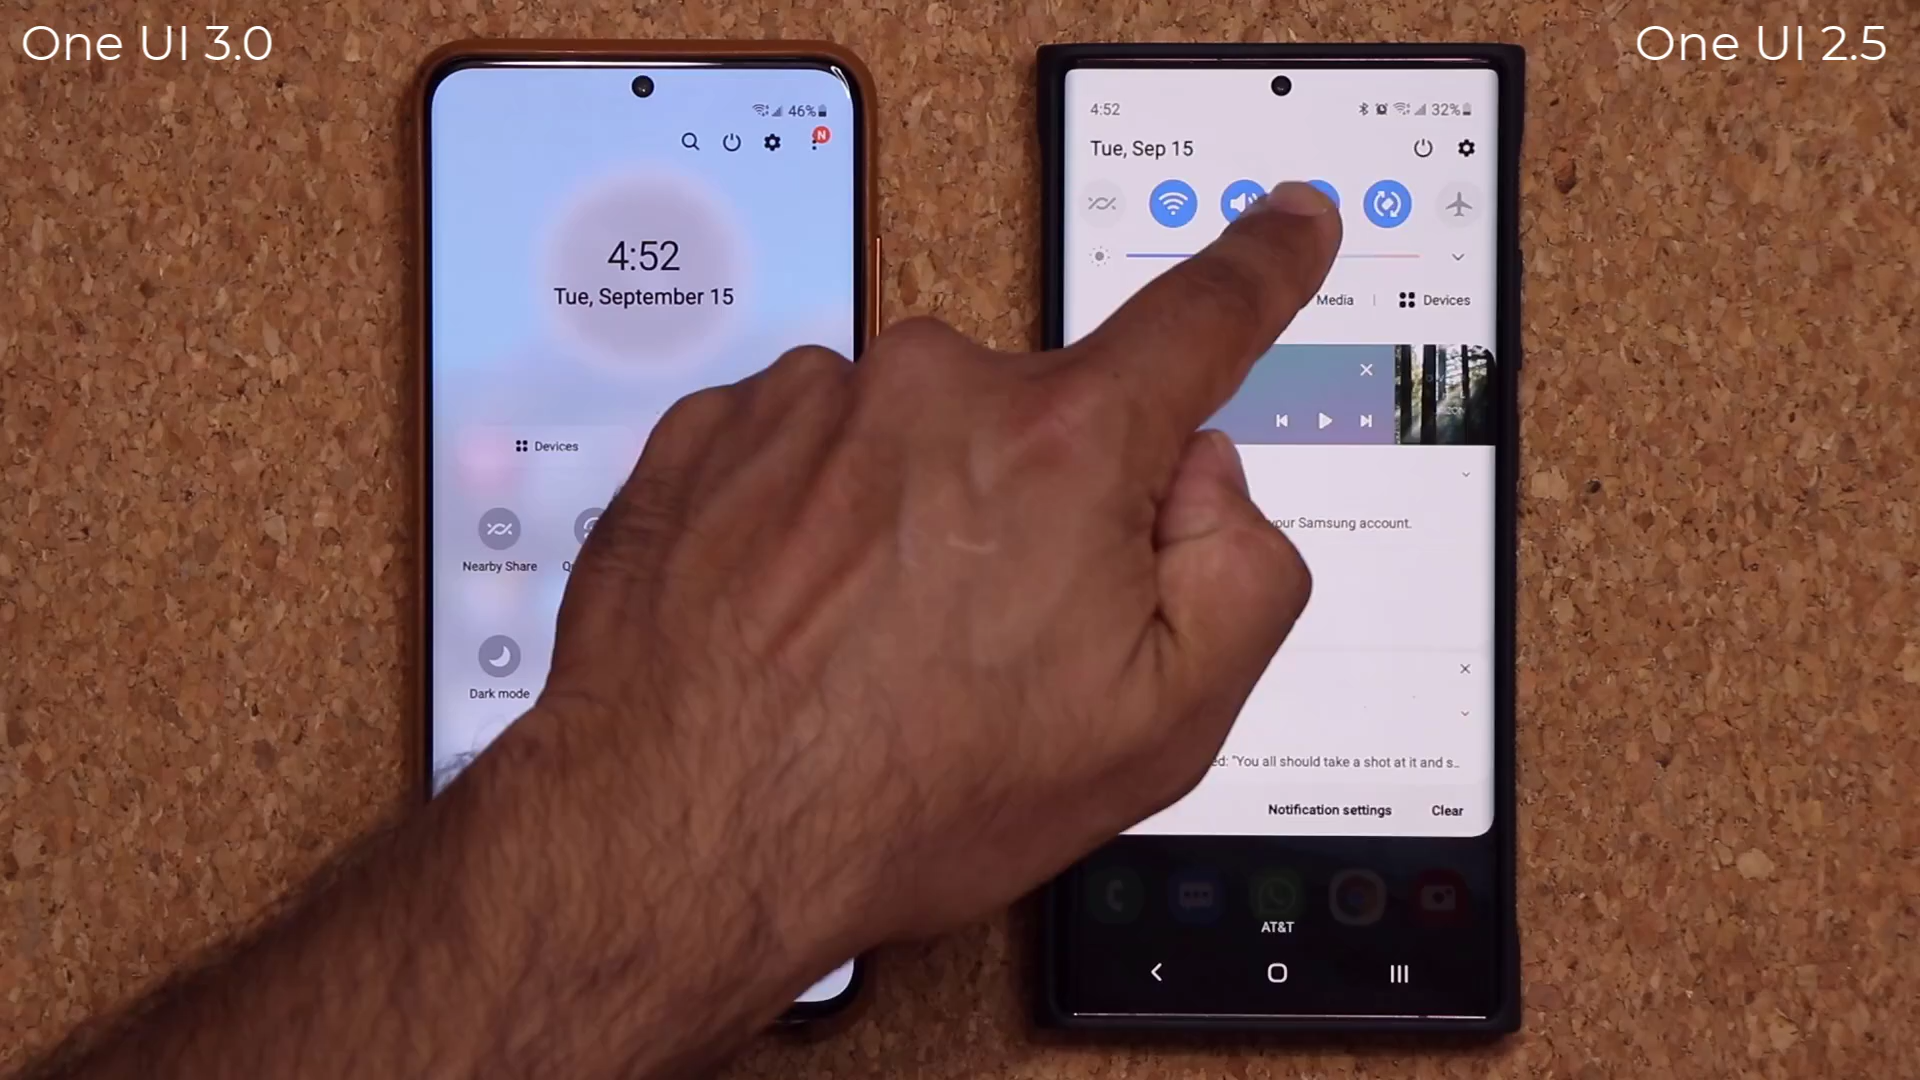 One UI 3.0
One UI 2.5
46%
N
4:52
Tue, September 15
Devices
Nearby Share
Dark mode
4:52
32%
Tue, Sep 15
Media
Devices
your Samsung account.
"You all should take a shot at it and s...
Notification settings
Clear
AT&T